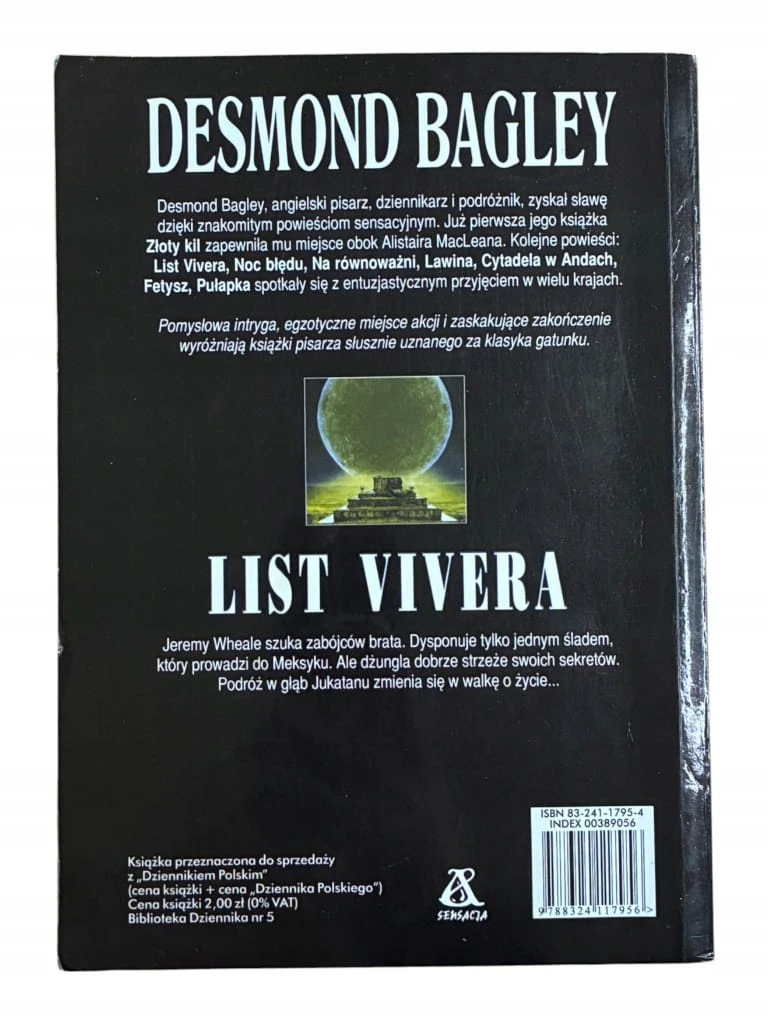 DESMOND BAGLEY
Desmond Bagley, angielski pisarz, dziennikarz i podróżnik, zyskał sławę
dzięki znakomitym powieściom sensacyjnym. Już pierwsza jego książka
Złoty kil zapewniła mu miejsce obok Alistaira MacLeana. Kolejne powieści:
List Vivera, Noc błędu, Na równoważni, Lawina, Cytadela w Andach,
Fetysz, Pułapka spotkały się z entuzjastycznym przyjęciem w wielu krajach.
Pomysłowa intryga, egzotyczne miejsce akcji i zaskakujące zakończenie
wyróżniają książki pisarza słusznie uznanego za klasyka gatunku.
LIST VIVERA
Jeremy Wheale szuka zabójców brata. Dysponuje tylko jednym śladem,
który prowadzi do Meksyku. Ale dżungla dobrze strzeże swoich sekretów.
Podróż w głąb Jukatanu zmienia się w walkę o życie...
Książka przeznaczona do sprzedaży
z „Dziennikiem Polskim”
(cena książki + cena „Dziennika Polskiego”)
Cena książki 2,00 zł (0% VAT)
Biblioteka Dziennika nr 5
SENSACJA
ISBN 83-241-1795-4
INDEX 00389056
9 788324 117956 >